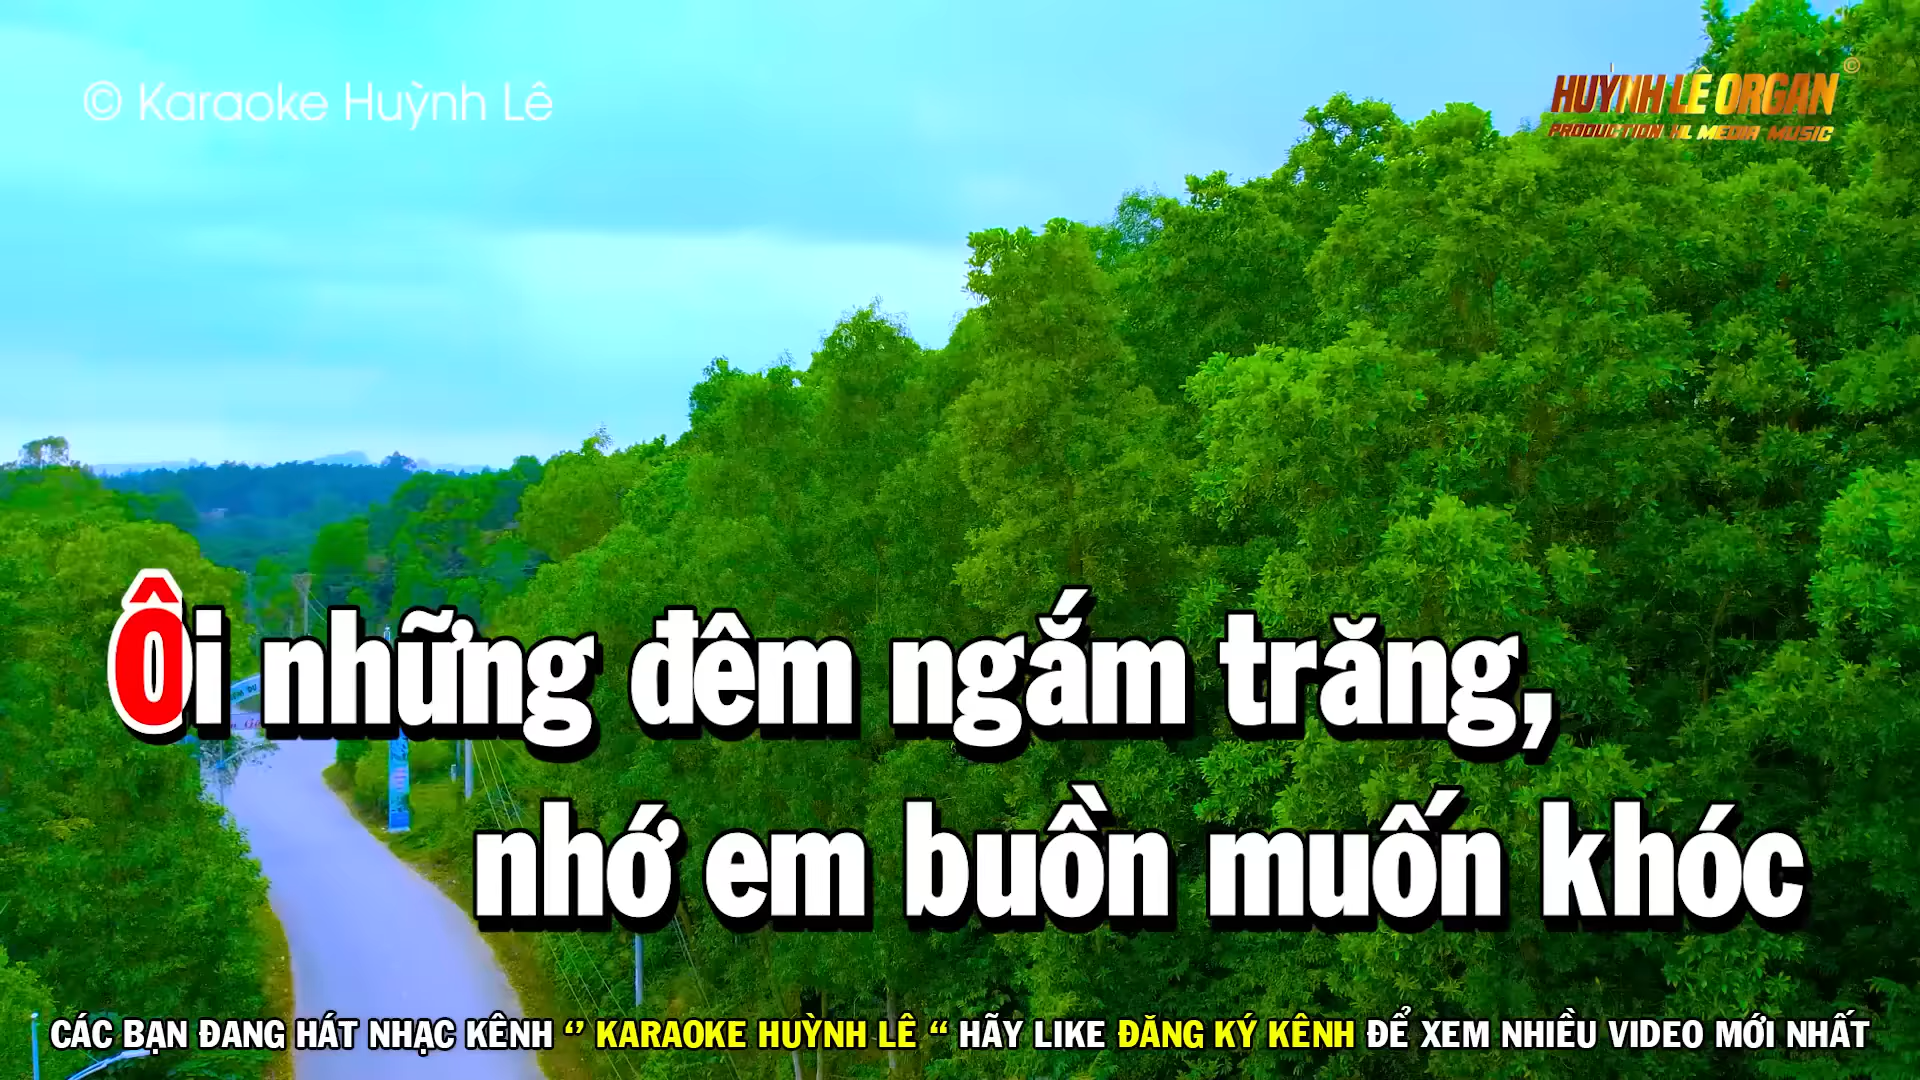 © Karaoke Huỳnh Lê
HUỲNH LÊ ORGAN ©
PRODUCTION HL MEDIA MUSIC
Ôi những đêm ngắm trăng,
nhớ em buồn muốn khóc
CÁC BẠN ĐANG HÁT NHẠC KÊNH ‘’ KARAOKE HUỲNH LÊ “ HÃY LIKE ĐĂNG KÝ KÊNH ĐỂ XEM NHIỀU VIDEO MỚI NHẤT